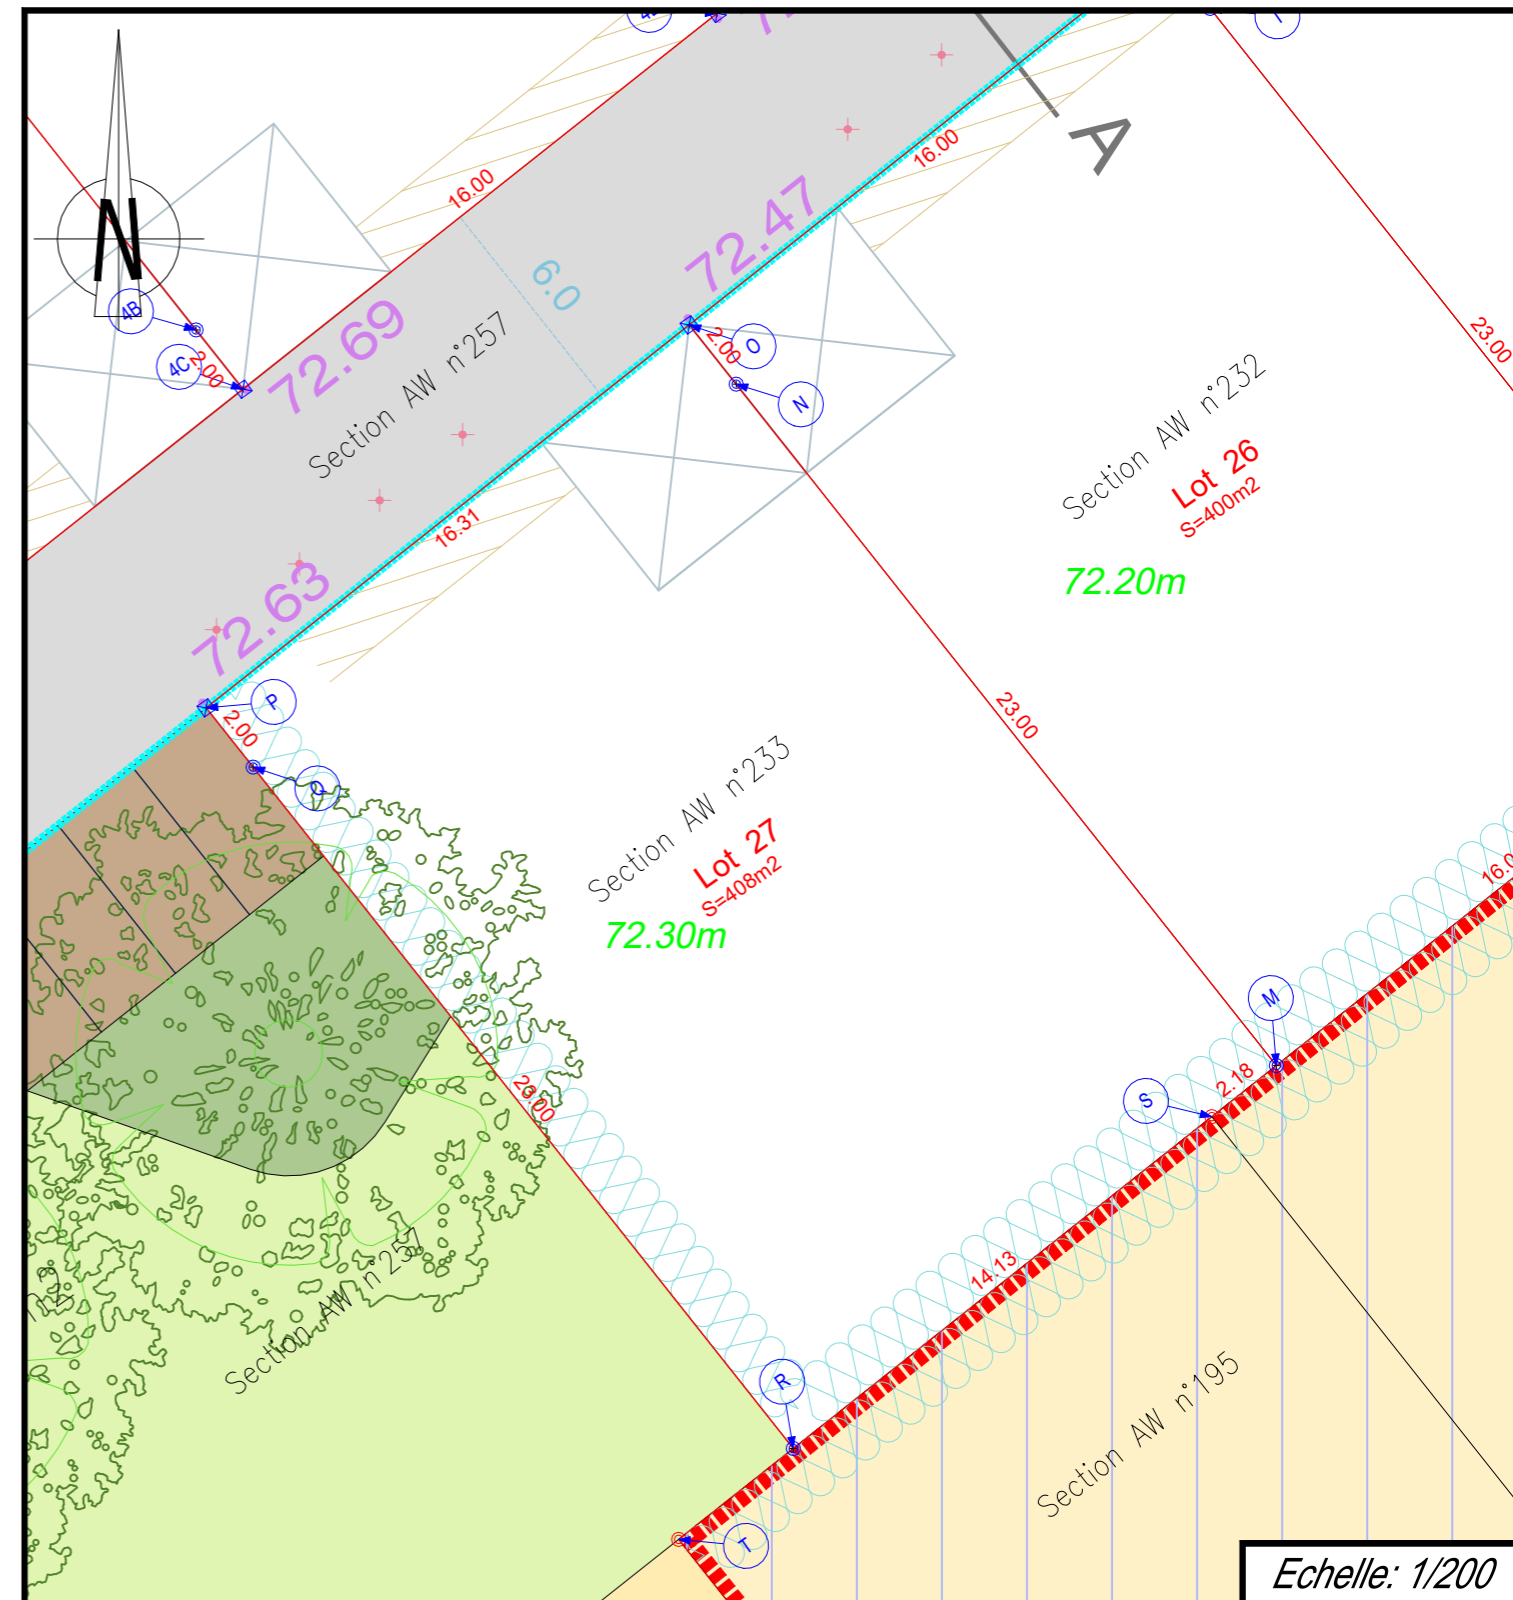 N
16.00
A
16.00
72.47
6.0
O
2.00
N
4B
4C
2.00
72.69
Section AW n°257
23.00
Section AW n°232
Lot 26
S=400m2
72.20m
16.31
72.63
P
2.00
Q
23.00
Section AW n°233
Lot 27
S=408m2
72.30m
M
2.18
S
23.00
14.13
R
Section AW n°257
Section AW n°195
T
Echelle: 1/200